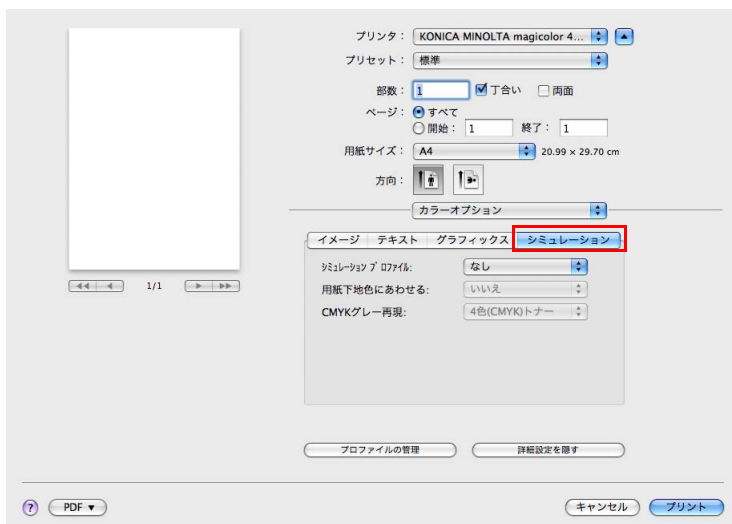 プリンタ： KONICA MINOLTA magicolor 4...
プリセット： 標準
部数： 1 丁合い 両面
ページ： すべて
開始： 1 終了： 1
用紙サイズ： A4 20.99 × 29.70 cm
方向：
カラーオプション
イメージ テキスト グラフィックス シミュレーション
シミュレーション プロファイル: なし
用紙下地色にあわせる: いいえ
CMYKグレー再現: 4色(CMYK)トナー
1/1
プロファイルの管理 詳細設定を隠す
? PDF ▼ キャンセル プリント